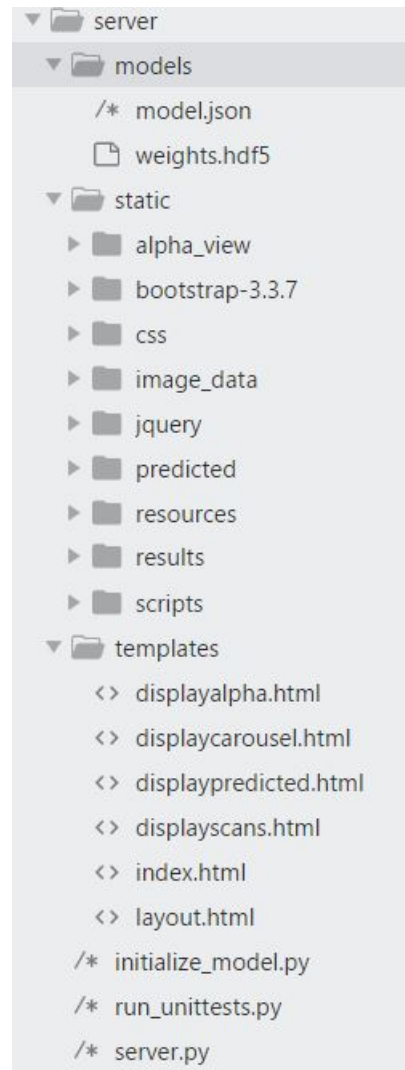 server
models
/* model.json
weights.hdf5
static
alpha_view
bootstrap-3.3.7
css
image_data
jquery
predicted
resources
results
scripts
templates
<> displayalpha.html
<> displaycarousel.html
<> displaypredicted.html
<> displayscans.html
<> index.html
<> layout.html
/* initialize_model.py
/* run_unittests.py
/* server.py